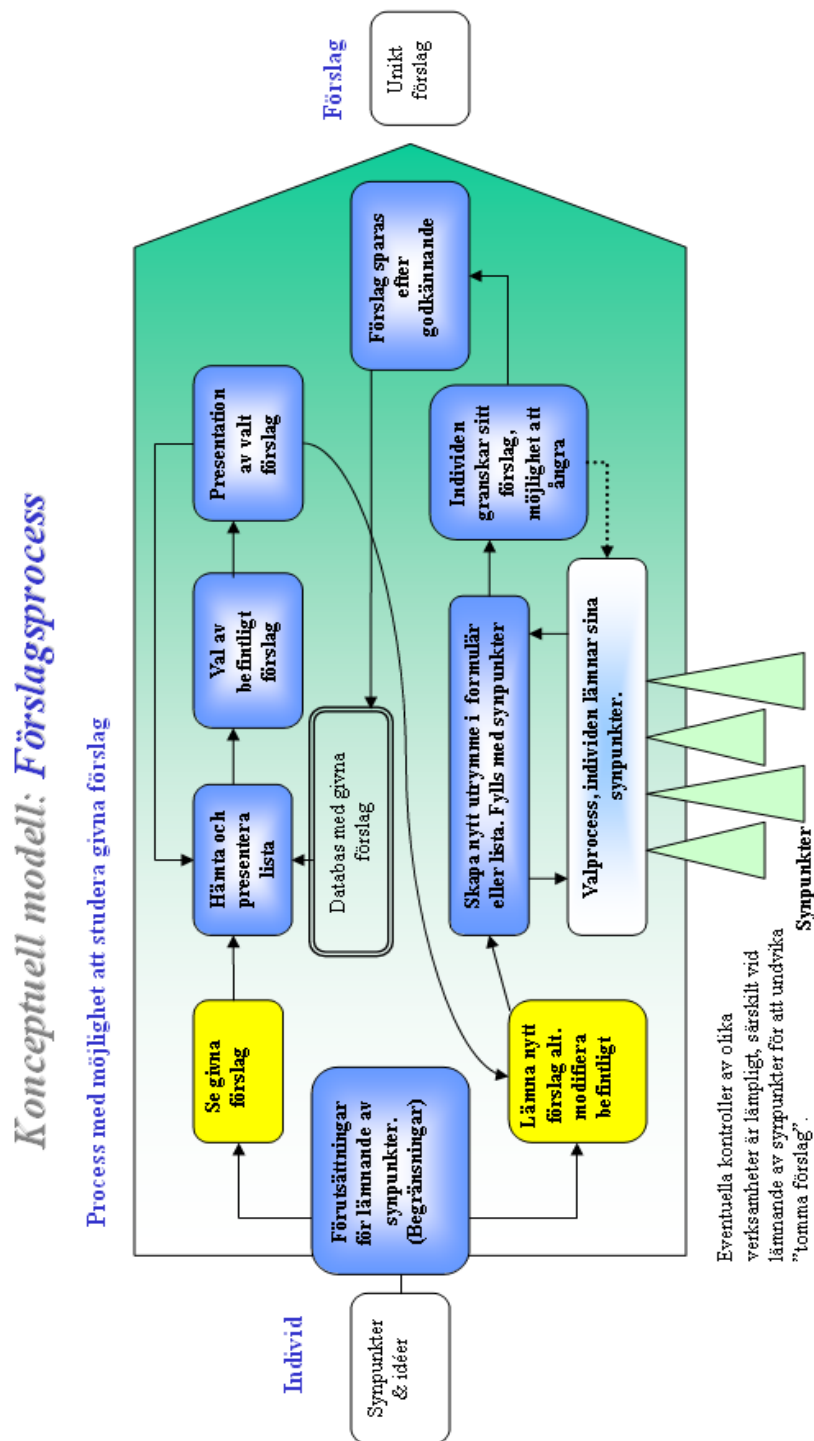 Konceptuell modell: Förslagsprocess
Process med möjlighet att studera givna förslag
Individ
Förslag
Synpunkter
& idéer
Förutsättningar
för lämnande av
synpunkter.
(Begränsningar)
Se givna
förslag
Hämta och
presentera
lista
Val av
befintligt
förslag
Presentation
av valt
förslag
Databas med givna
förslag
Förslag sparas
efter
godkännande
Unikt
förslag
Lämna nytt
förslag alt.
modifiera
befintligt
Skapa nytt utrymme i formulär
eller lista. Fylls med synpunkter
Individen
granskar sitt
förslag,
möjlighet att
ångra
Valprocess, individen lämnar sina
synpunkter.
Synpunkter
Eventuella kontroller av olika
verksamheter är lämpligt, särskilt vid
lämnande av synpunkter för att undvika
"tomma förslag".